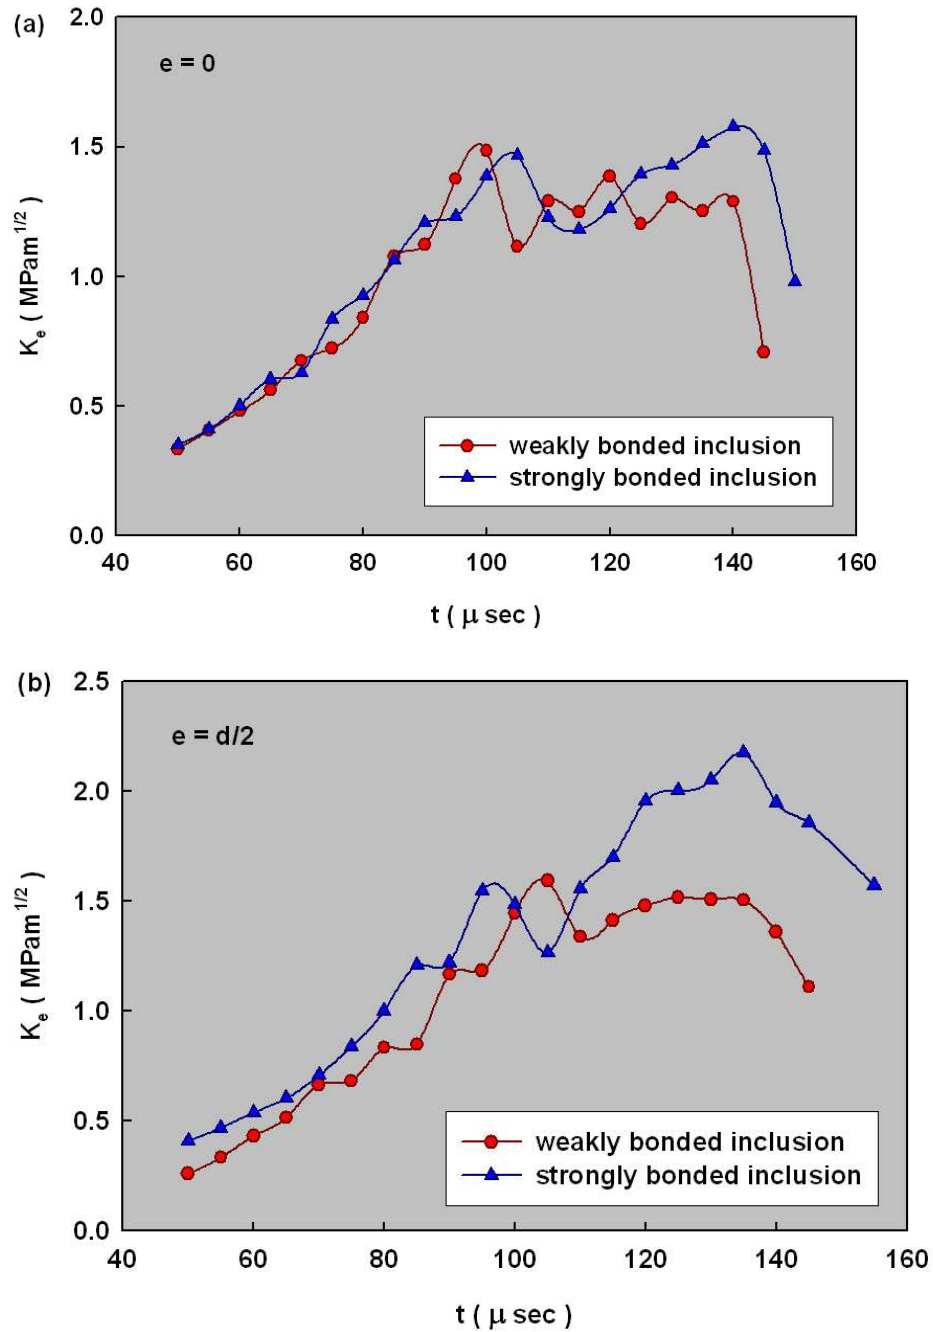 (a)
2.0
e = 0
1.5
1.0
K_e ( MPam^1/2 )
0.5
weakly bonded inclusion
strongly bonded inclusion
0.0
40 60 80 100 120 140 160
t ( μ sec )
(b)
2.5
e = d/2
2.0
1.5
K_e ( MPam^1/2 )
1.0
0.5
weakly bonded inclusion
strongly bonded inclusion
0.0
40 60 80 100 120 140 160
t ( μ sec )